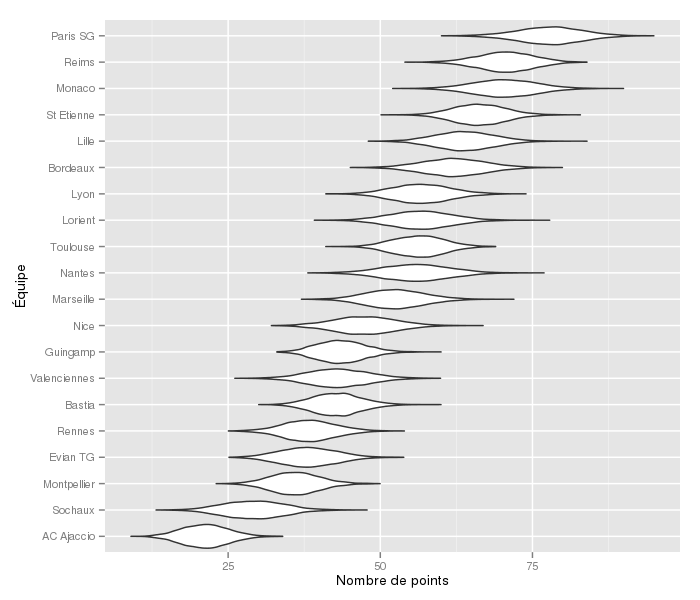 Paris SG
Reims
Monaco
St Etienne
Lille
Bordeaux
Lyon
Lorient
Toulouse
Nantes
Marseille
Nice
Guingamp
Valenciennes
Bastia
Rennes
Evian TG
Montpellier
Sochaux
AC Ajaccio
Équipe
25 50 75
Nombre de points